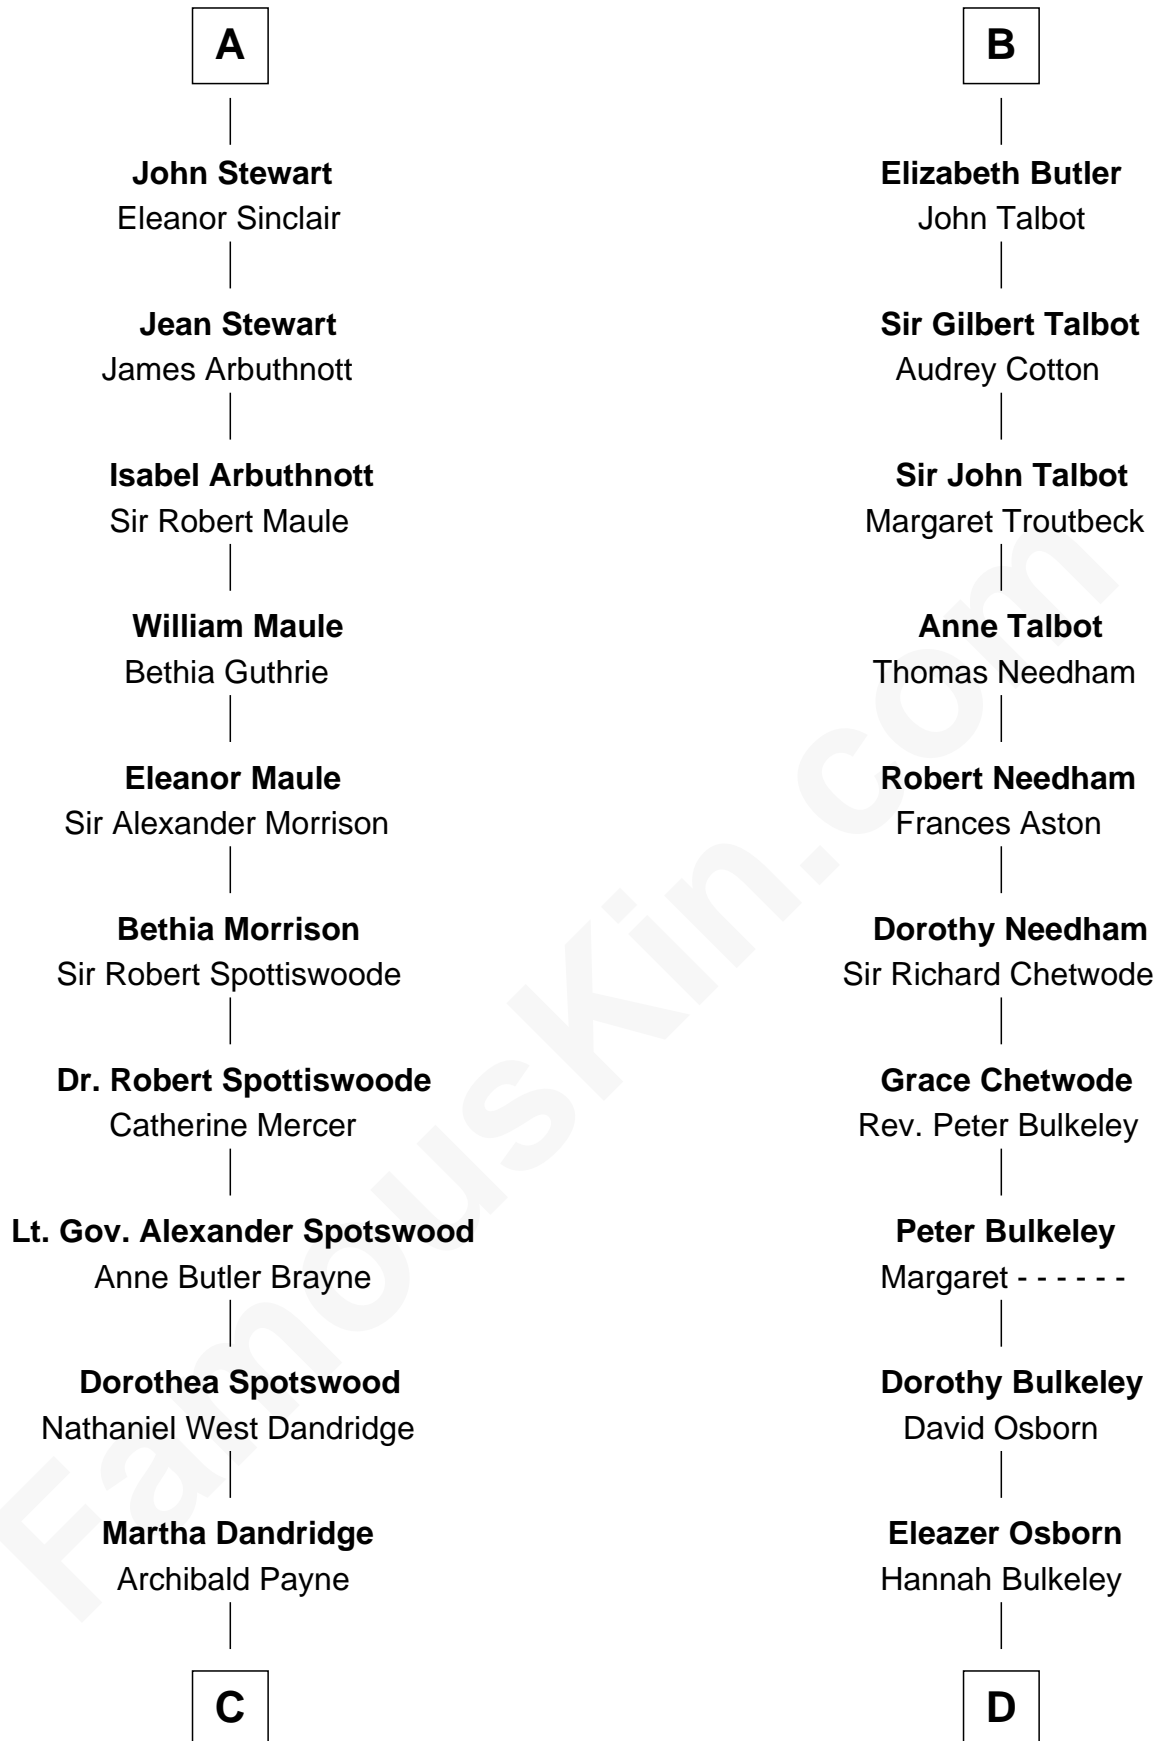 A
John Stewart
Eleanor Sinclair
Jean Stewart
James Arbuthnott
Isabel Arbuthnott
Sir Robert Maule
William Maule
Bethia Guthrie
Eleanor Maule
Sir Alexander Morrison
Bethia Morrison
Sir Robert Spottiswoode
Dr. Robert Spottiswoode
Catherine Mercer
Lt. Gov. Alexander Spotswood
Anne Butler Brayne
Dorothea Spotswood
Nathaniel West Dandridge
Martha Dandridge
Archibald Payne
C
B
Elizabeth Butler
John Talbot
Sir Gilbert Talbot
Audrey Cotton
Sir John Talbot
Margaret Troutbeck
Anne Talbot
Thomas Needham
Robert Needham
Frances Aston
Dorothy Needham
Sir Richard Chetwode
Grace Chetwode
Rev. Peter Bulkeley
Peter Bulkeley
Margaret - - - - - -
Dorothy Bulkeley
David Osborn
Eleazer Osborn
Hannah Bulkeley
D
FamousKin.com